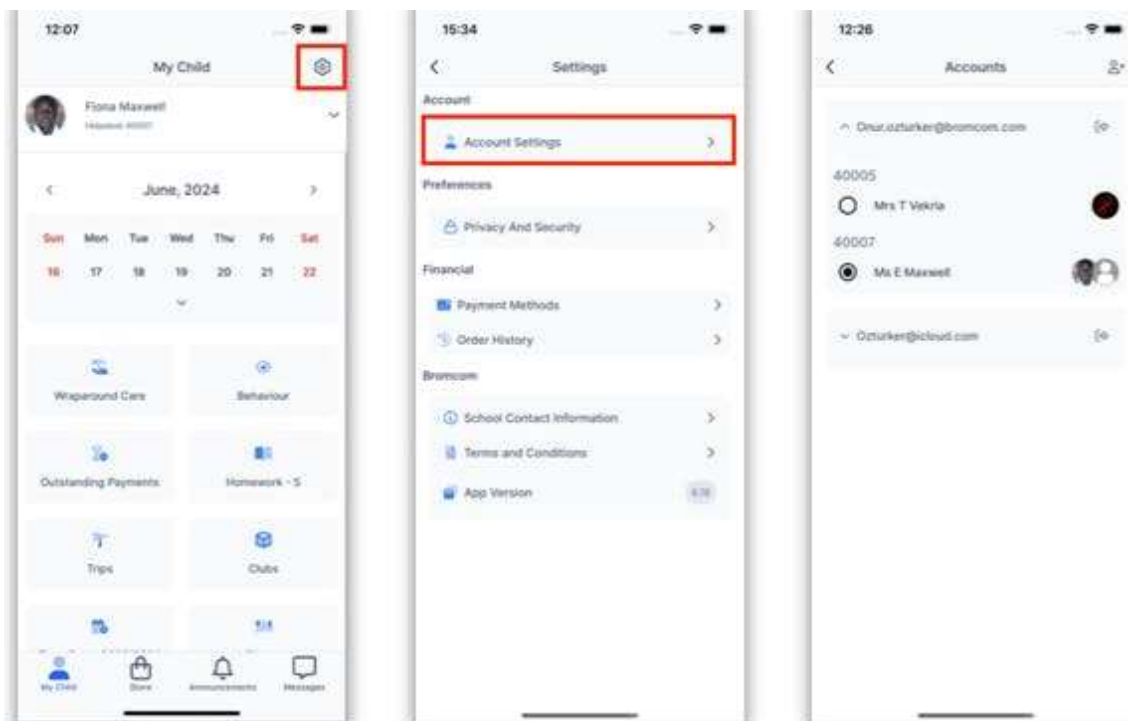 12:07
My Child
Fiona Maxwell
June, 2024
Sun Mon Tue Wed Thu Fri Sat
16 17 18 19 20 21 22
Wraparound Care
Behaviour
Outstanding Payments
Homework - S
Trips
Clubs
My Child
Store
Announcements
Messages
15:34
Settings
Account
Account Settings
Preferences
Privacy And Security
Financial
Payment Methods
Order History
Bromcom
School Contact Information
Terms and Conditions
App Version
12:26
Accounts
Onur.ozturker@bromcom.com
40005
Mrs T Vekria
40007
Ms E Maxwell
Ozturker@icloud.com